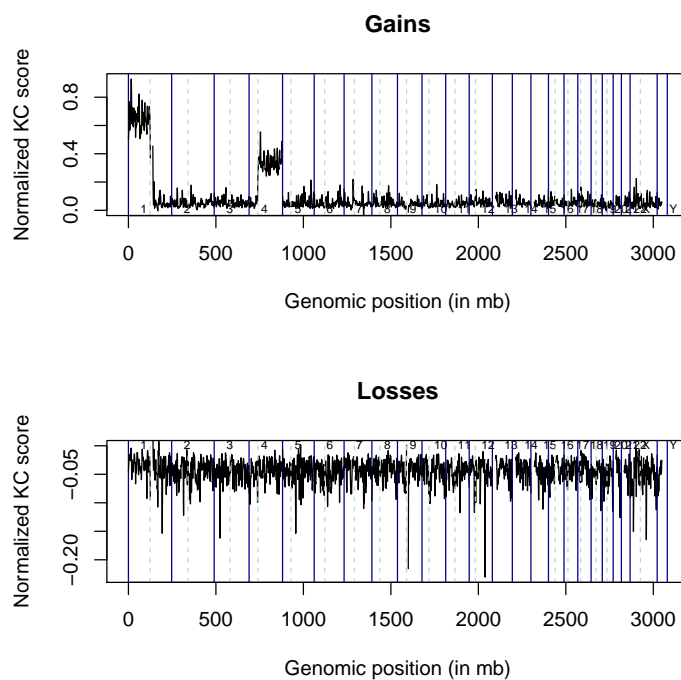 Gains
Normalized KC score
0.8
0.4
0.0
1 2 3 4 5 6 7 8 9 10 11 12 13 14 15 16 17 18 19 20 21 22 X Y
0 500 1000 1500 2000 2500 3000
Genomic position (in mb)
Losses
Normalized KC score
−0.05
−0.20
1 2 3 4 5 6 7 8 9 10 11 12 13 14 15 16 17 18 19 20 21 22 X Y
0 500 1000 1500 2000 2500 3000
Genomic position (in mb)